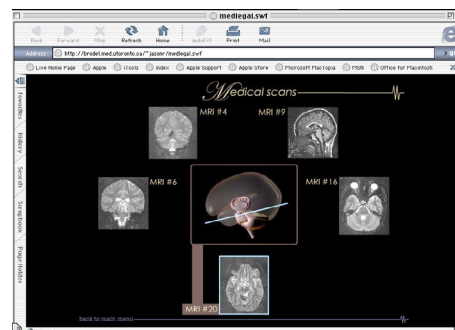 medlegal.swf
Back Forward Stop Refresh Home AutoFill Print Mail
Address: http://brodel.med.utoronto.ca/~jasonr/medlegal.swf
Live Home Page Apple iTools index Apple Support Apple Store Microsoft MacTopia MSN Office for Macintosh
Favorites
History
Search
Scrapbook
Page Holder
Medical scans
MRI #4
MRI #9
MRI #6
MRI #16
MRI #20
back to main menu